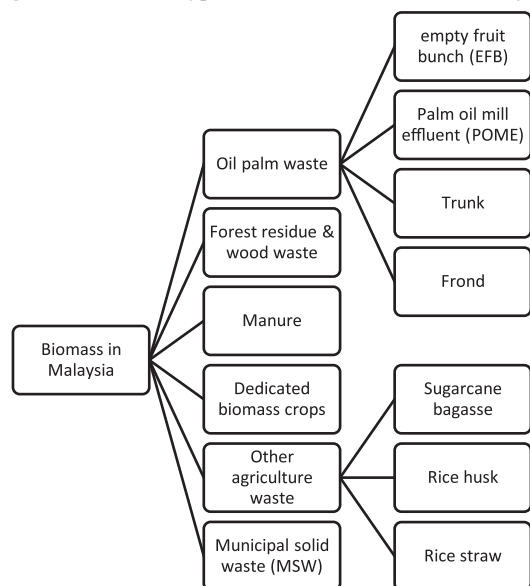 empty fruit
bunch (EFB)
Palm oil mill
effluent (POME)
Oil palm waste
Trunk
Forest residue &
wood waste
Frond
Manure
Biomass in
Malaysia
Dedicated
biomass crops
Sugarcane
bagasse
Other
agriculture
waste
Rice husk
Municipal solid
waste (MSW)
Rice straw